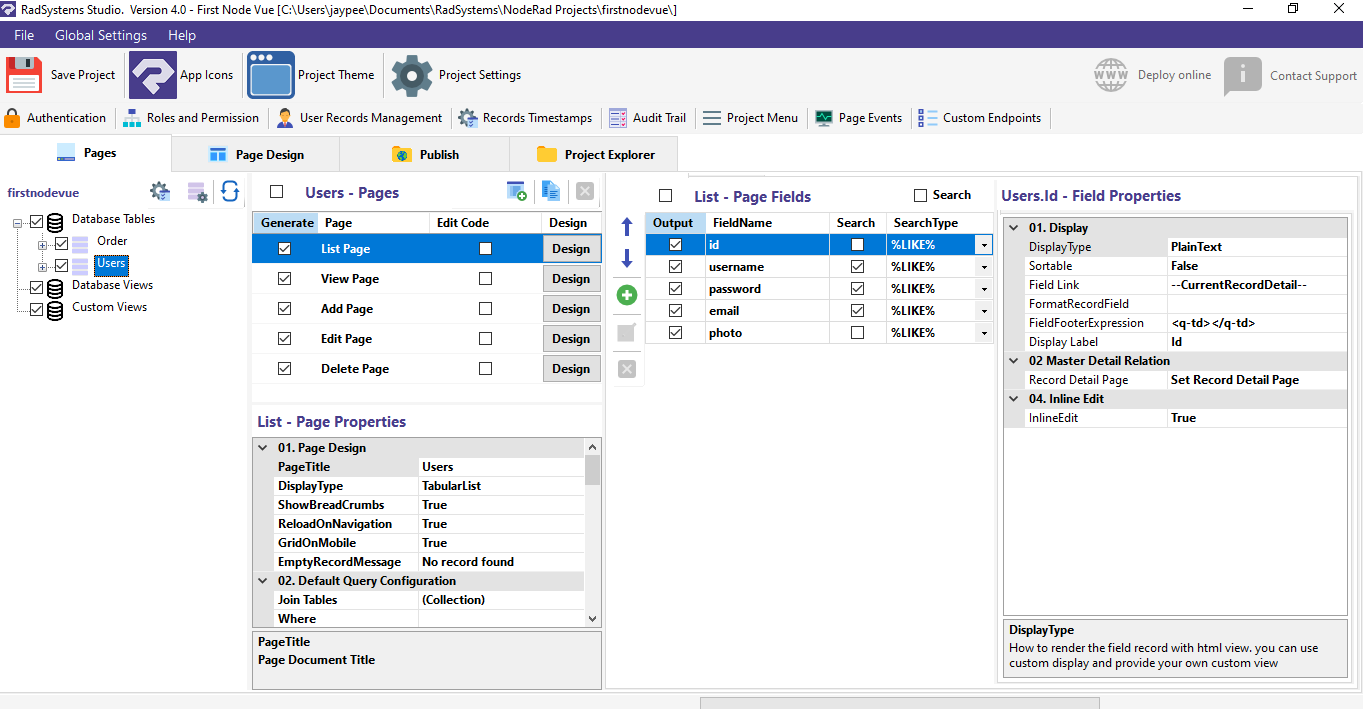 RadSystems Studio. Version 4.0 - First Node Vue [C:\Users\jaypee\Documents\RadSystems\NodeRad Projects\firstnodevue\]
File Global Settings Help
Save Project App Icons Project Theme Project Settings WWW Deploy online Contact Support
Authentication Roles and Permission User Records Management Records Timestamps Audit Trail Project Menu Page Events Custom Endpoints
Pages Page Design Publish Project Explorer
firstnodevue
Database Tables
Order
Users
Database Views
Custom Views
Users - Pages
Generate Page Edit Code Design
List Page Design
View Page Design
Add Page Design
Edit Page Design
Delete Page Design
List - Page Properties
01. Page Design
PageTitle Users
DisplayType TabularList
ShowBreadCrumbs True
ReloadOnNavigation True
GridOnMobile True
EmptyRecordMessage No record found
02. Default Query Configuration
Join Tables (Collection)
Where
PageTitle
Page Document Title
List - Page Fields Search
Output FieldName Search SearchType
id %LIKE%
username %LIKE%
password %LIKE%
email %LIKE%
photo %LIKE%
Users.Id - Field Properties
01. Display
DisplayType PlainText
Sortable False
Field Link --CurrentRecordDetail--
FormatRecordField
FieldFooterExpression <q-td></q-td>
Display Label Id
02 Master Detail Relation
Record Detail Page Set Record Detail Page
04. Inline Edit
InlineEdit True
DisplayType
How to render the field record with html view. you can use
custom display and provide your own custom view